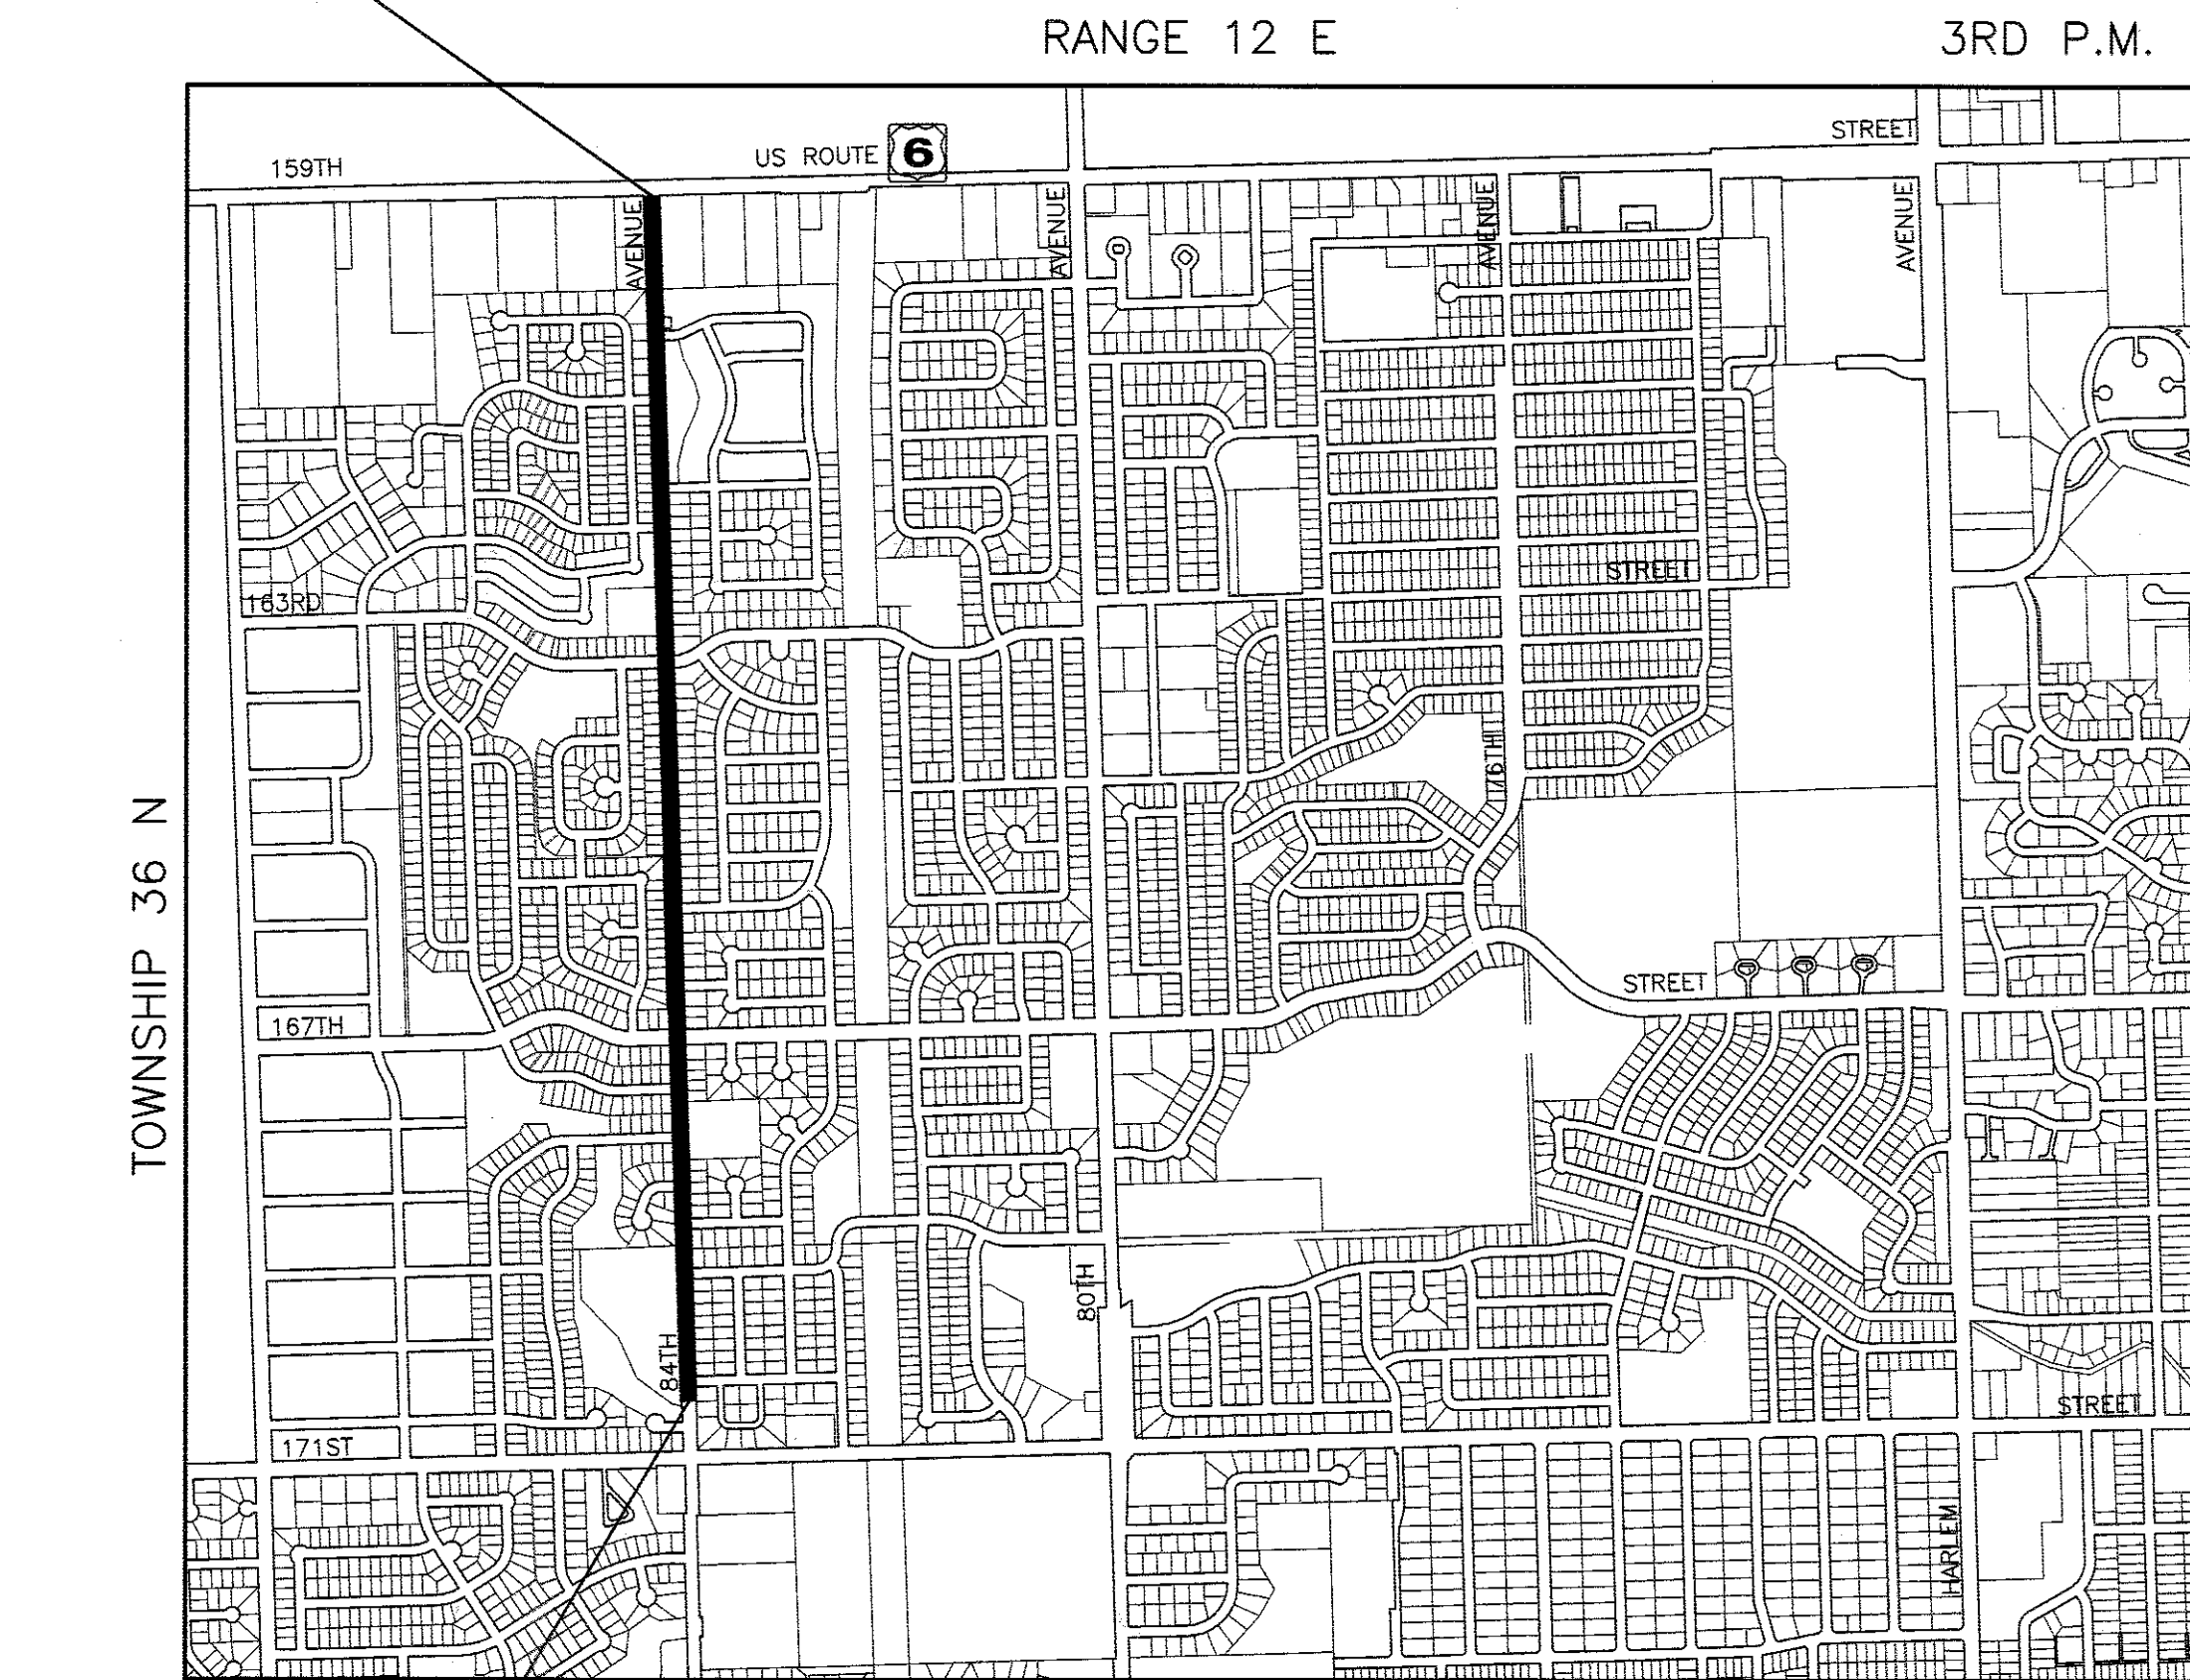 RANGE 12 E
3RD P.M.
STREET
US ROUTE 6
159TH
AVENUE
AVENUE
AVENUE
AVENUE
STREET
163RD
76TH
TOWNSHIP 36 N
STREET
167TH
80TH
84TH
STREET
171ST
HARLEM